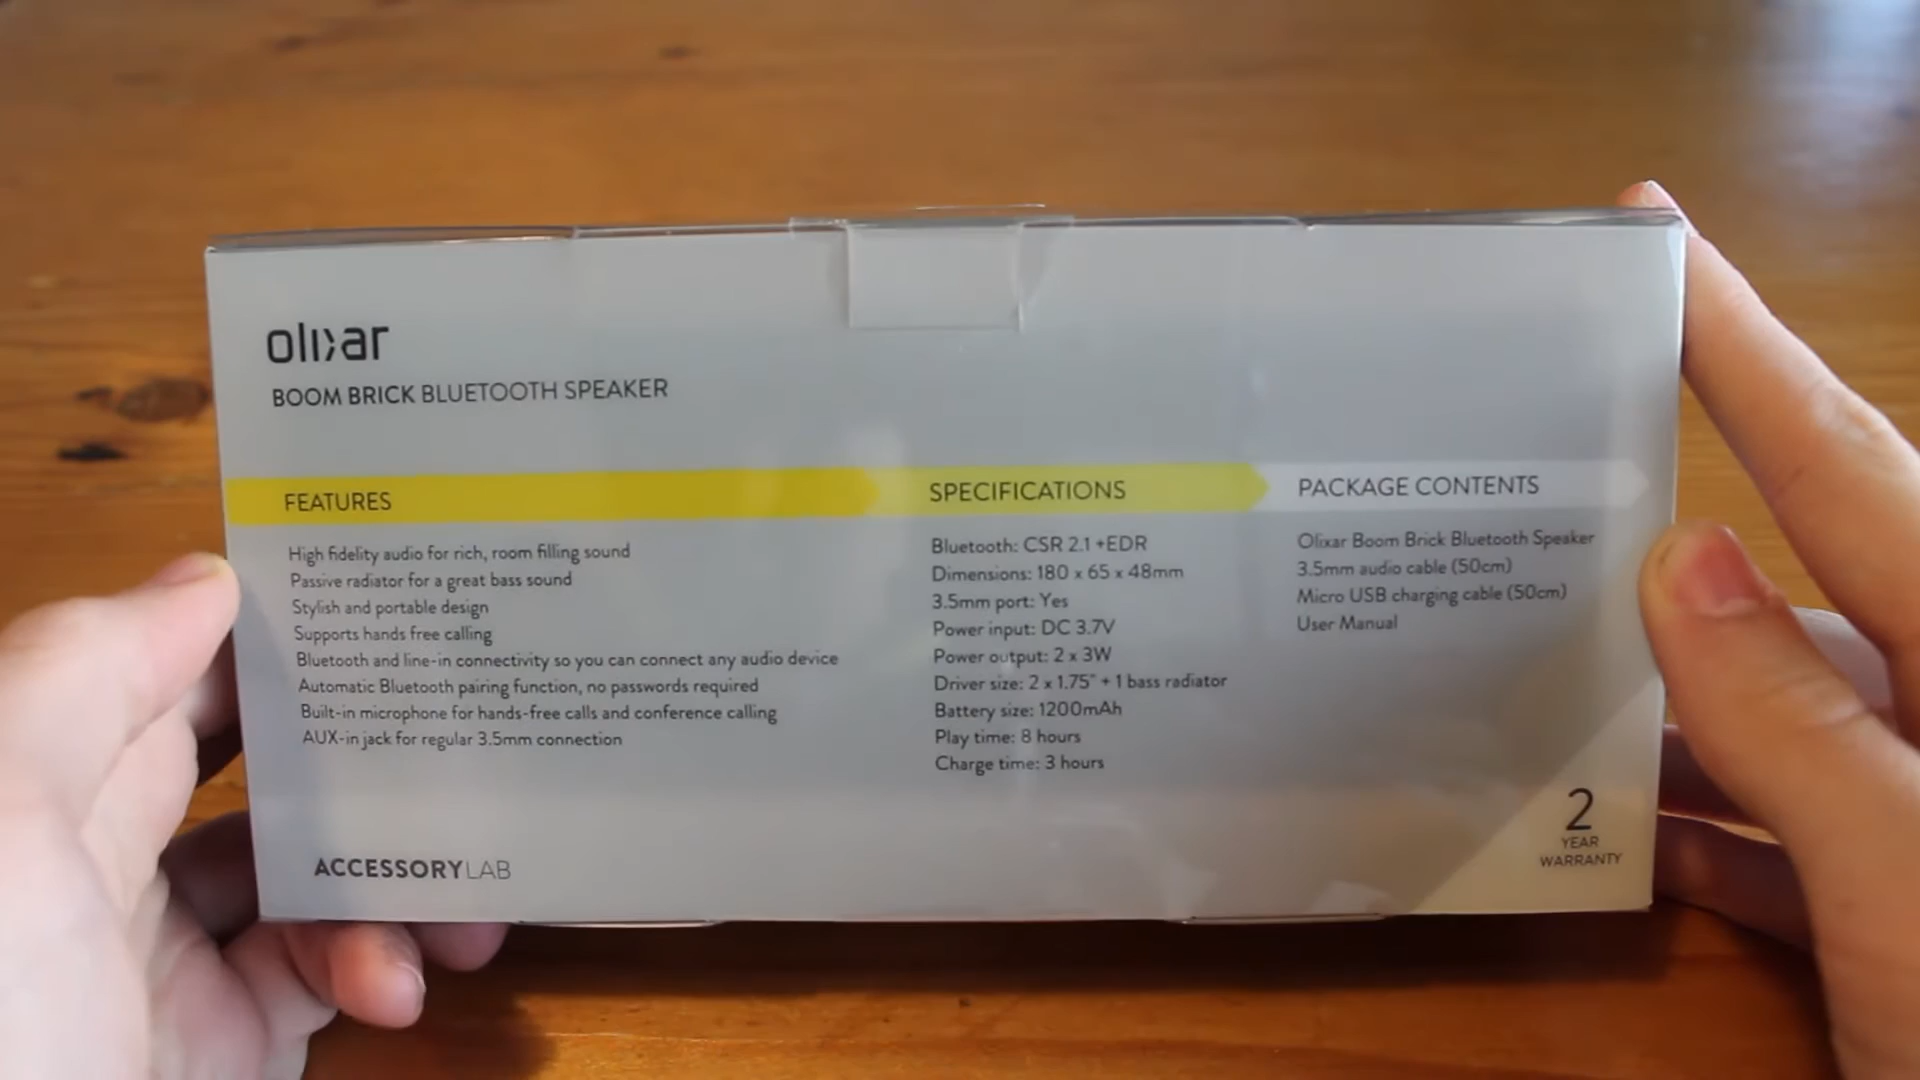 olixar
BOOM BRICK BLUETOOTH SPEAKER
FEATURES
High fidelity audio for rich, room filling sound
Passive radiator for a great bass sound
Stylish and portable design
Supports hands free calling
Bluetooth and line-in connectivity so you can connect any audio device
Automatic Bluetooth pairing function, no passwords required
Built-in microphone for hands-free calls and conference calling
AUX-in jack for regular 3.5mm connection
SPECIFICATIONS
Bluetooth: CSR 2.1 +EDR
Dimensions: 180 x 65 x 48mm
3.5mm port: Yes
Power input: DC 3.7V
Power output: 2 x 3W
Driver size: 2 x 1.75" + 1 bass radiator
Battery size: 1200mAh
Play time: 8 hours
Charge time: 3 hours
PACKAGE CONTENTS
Olixar Boom Brick Bluetooth Speaker
3.5mm audio cable (50cm)
Micro USB charging cable (50cm)
User Manual
ACCESSORYLAB
2
YEAR
WARRANTY